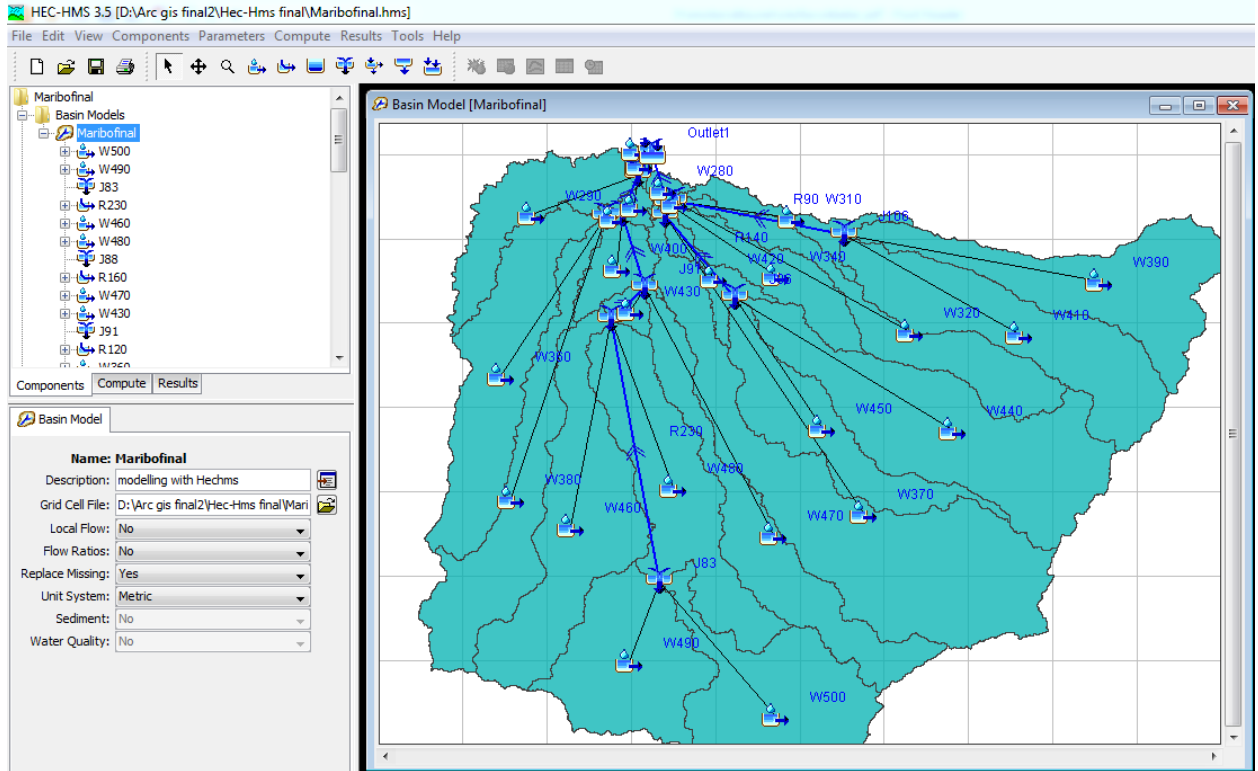 HEC-HMS 3.5 [D:\Arc gis final2\Hec-Hms final\Maribofinal.hms]
File Edit View Components Parameters Compute Results Tools Help
Maribofinal
Basin Models
Maribofinal
W500
W490
J83
R230
W460
W480
J88
R160
W470
W430
J91
R120
W360
Components Compute Results
Basin Model
Name: Maribofinal
Description: modelling with Hechms
Grid Cell File: D:\Arc gis final2\Hec-Hms final\Mari
Local Flow: No
Flow Ratios: No
Replace Missing: Yes
Unit System: Metric
Sediment: No
Water Quality: No
Basin Model [Maribofinal]
Outlet1
W280
W290
R90 W310
J106
R140
W400
W420
W340
W390
J91
W430
W320
W410
W450
W440
R230
W480
W380
W460
W370
W470
J83
W490
W500